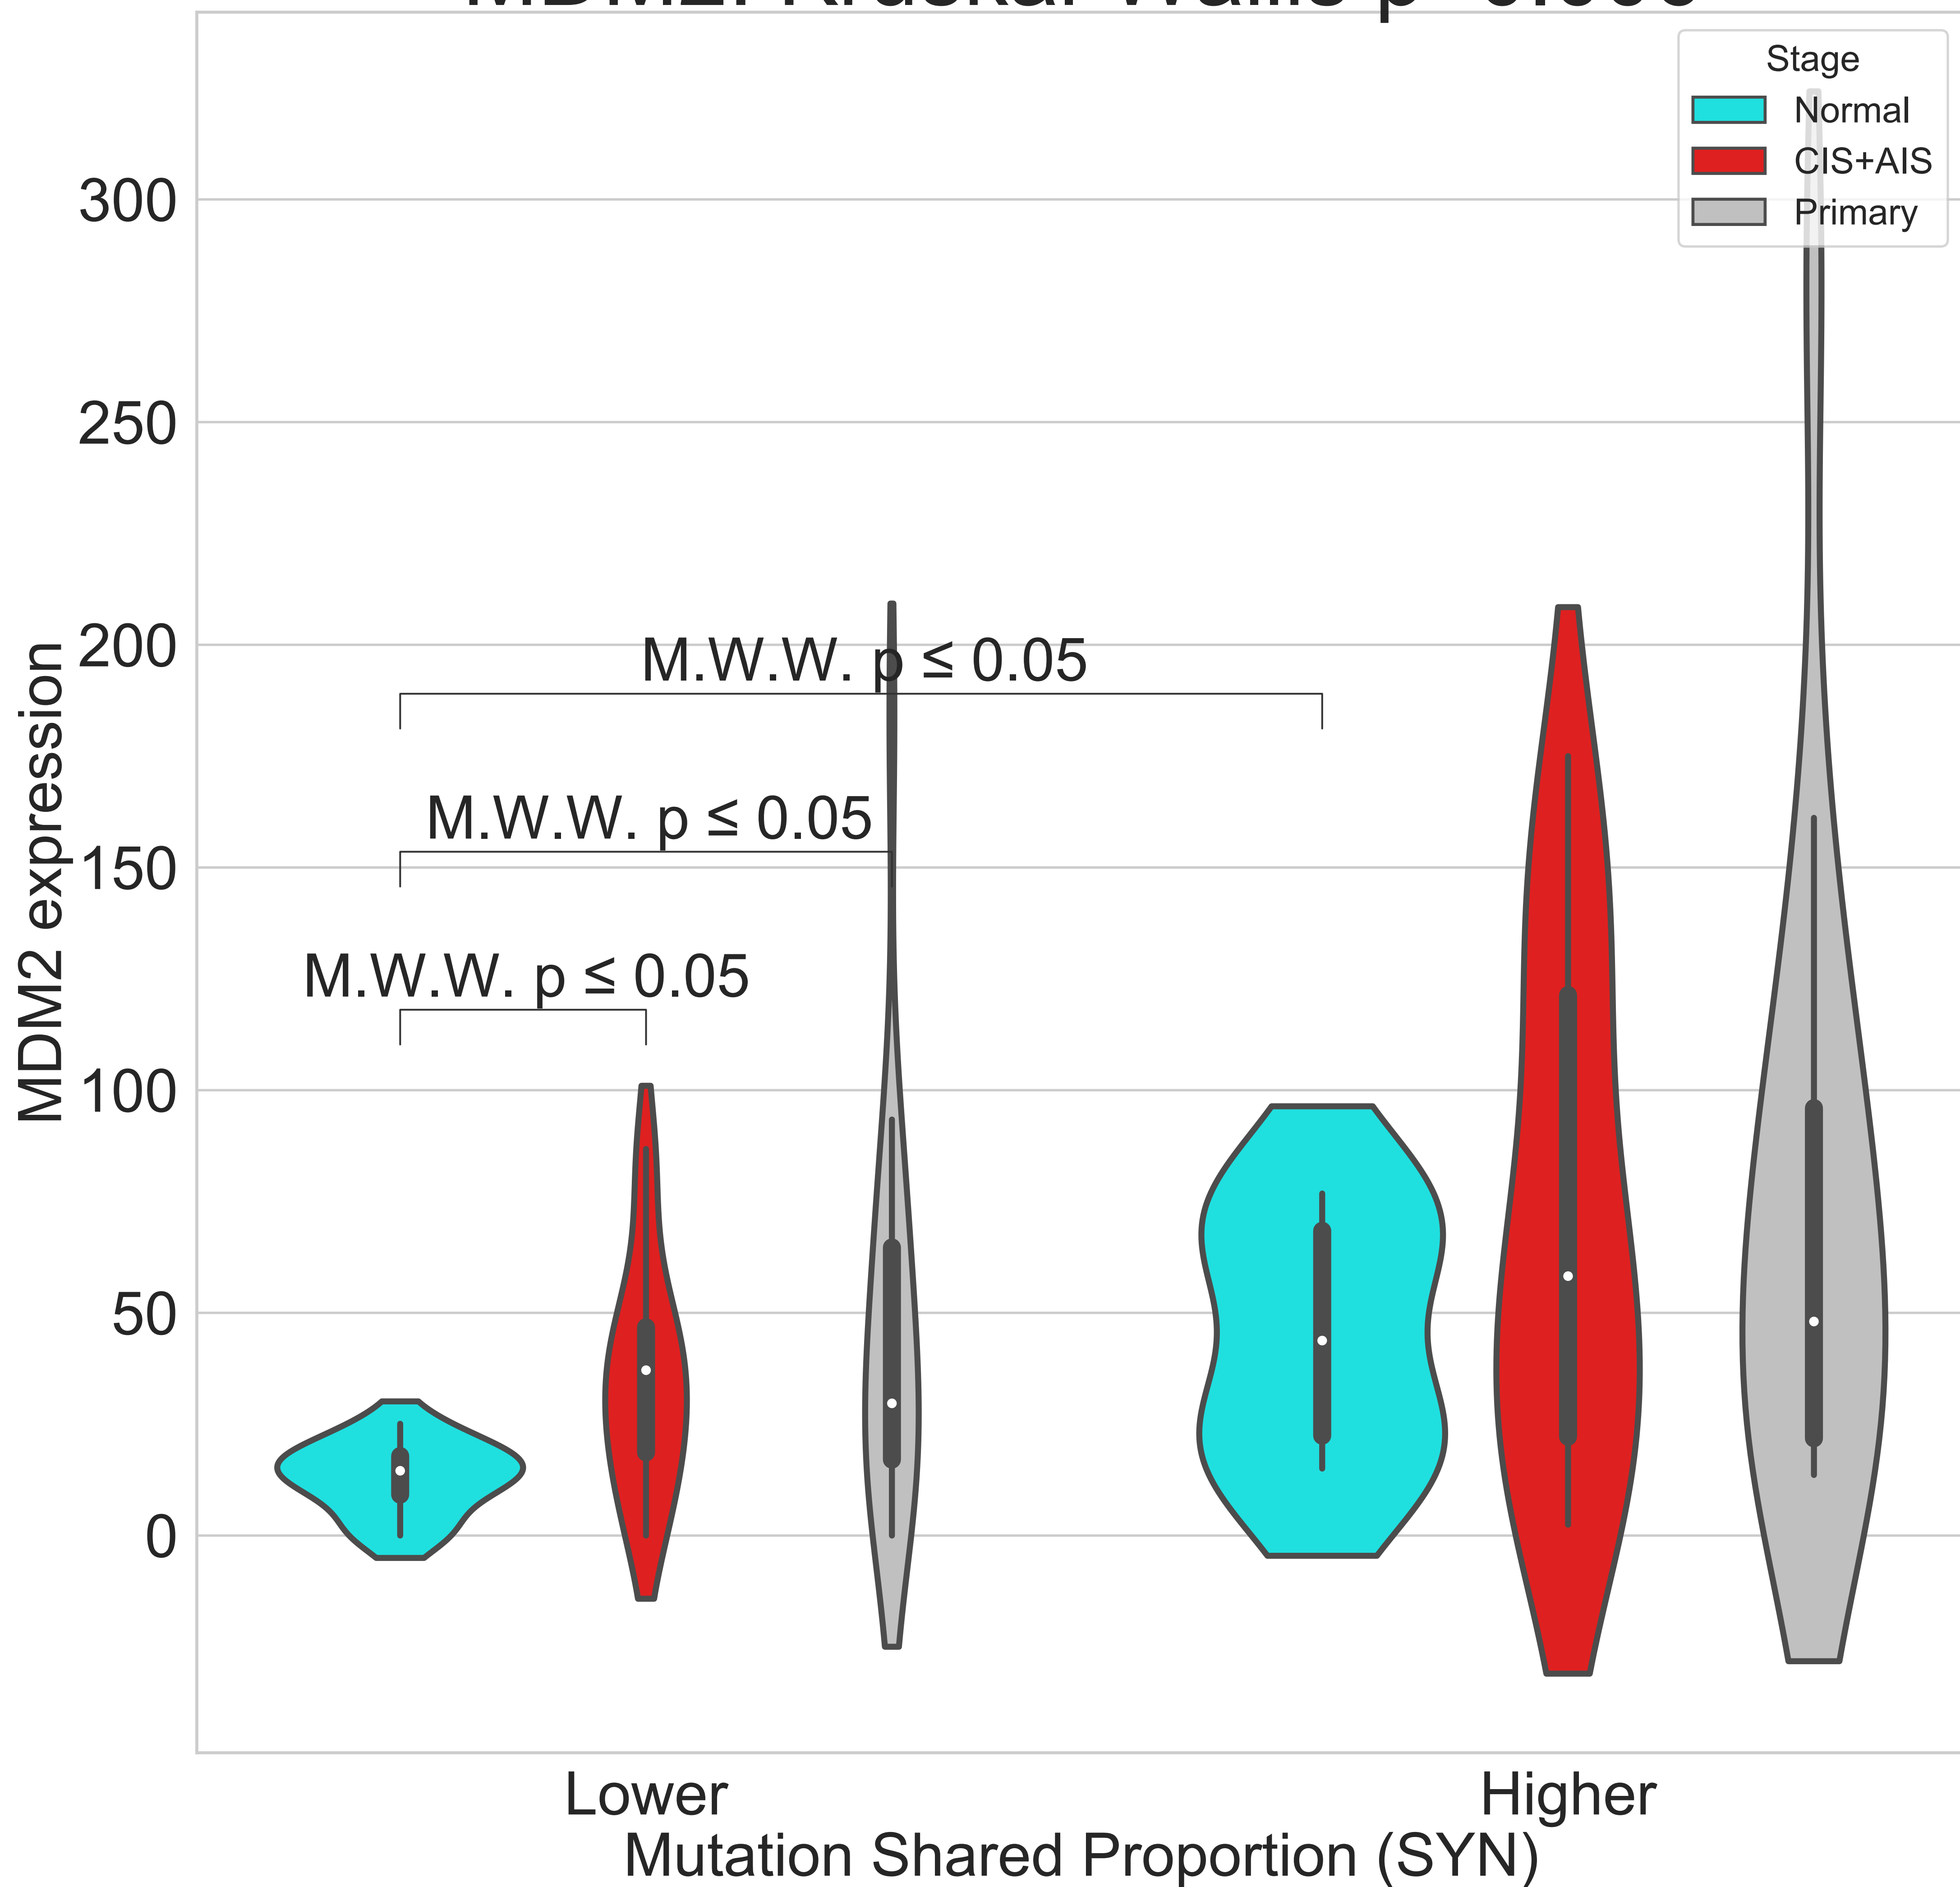 Stage
Normal
CIS+AIS
Primary
300
250
200
150
100
50
0
MDM2 expression
M.W.W. p ≤ 0.05
M.W.W. p ≤ 0.05
M.W.W. p ≤ 0.05
Lower
Higher
Mutation Shared Proportion (SYN)